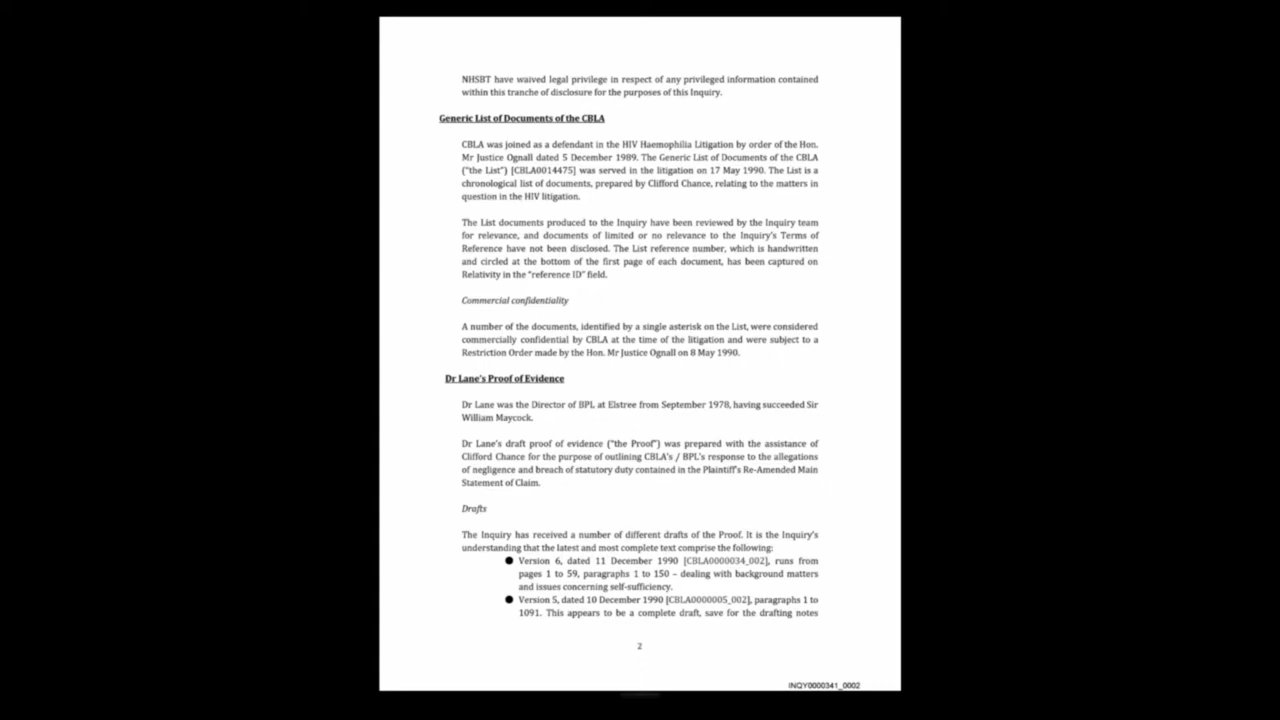 NHSBT have waived legal privilege in respect of any privileged information contained
within this tranche of disclosure for the purposes of this Inquiry.
Generic List of Documents of the CBLA
CBLA was joined as a defendant in the HIV Haemophilia Litigation by order of the Hon.
Mr Justice Ognall dated 5 December 1989. The Generic List of Documents of the CBLA
("the List") [CBLA0014475] was served in the litigation on 17 May 1990. The List is a
chronological list of documents, prepared by Clifford Chance, relating to the matters in
question in the HIV litigation.
The List documents produced to the Inquiry have been reviewed by the Inquiry team
for relevance, and documents of limited or no relevance to the Inquiry's Terms of
Reference have not been disclosed. The List reference number, which is handwritten
and circled at the bottom of the first page of each document, has been captured on
Relativity in the "reference ID" field.
Commercial confidentiality
A number of the documents, identified by a single asterisk on the List, were considered
commercially confidential by CBLA at the time of the litigation and were subject to a
Restriction Order made by the Hon. Mr Justice Ognall on 8 May 1990.
Dr Lane's Proof of Evidence
Dr Lane was the Director of BPL at Elstree from September 1978, having succeeded Sir
William Maycock.
Dr Lane's draft proof of evidence ("the Proof") was prepared with the assistance of
Clifford Chance for the purpose of outlining CBLA's / BPL's response to the allegations
of negligence and breach of statutory duty contained in the Plaintiff's Re-Amended Main
Statement of Claim.
Drafts
The Inquiry has received a number of different drafts of the Proof. It is the Inquiry's
understanding that the latest and most complete text comprise the following:
● Version 6, dated 11 December 1990 [CBLA0000034_002], runs from
pages 1 to 59, paragraphs 1 to 150 – dealing with background matters
and issues concerning self-sufficiency.
● Version 5, dated 10 December 1990 [CBLA0000005_002], paragraphs 1 to
1091. This appears to be a complete draft, save for the drafting notes
2
INQY0000341_0002